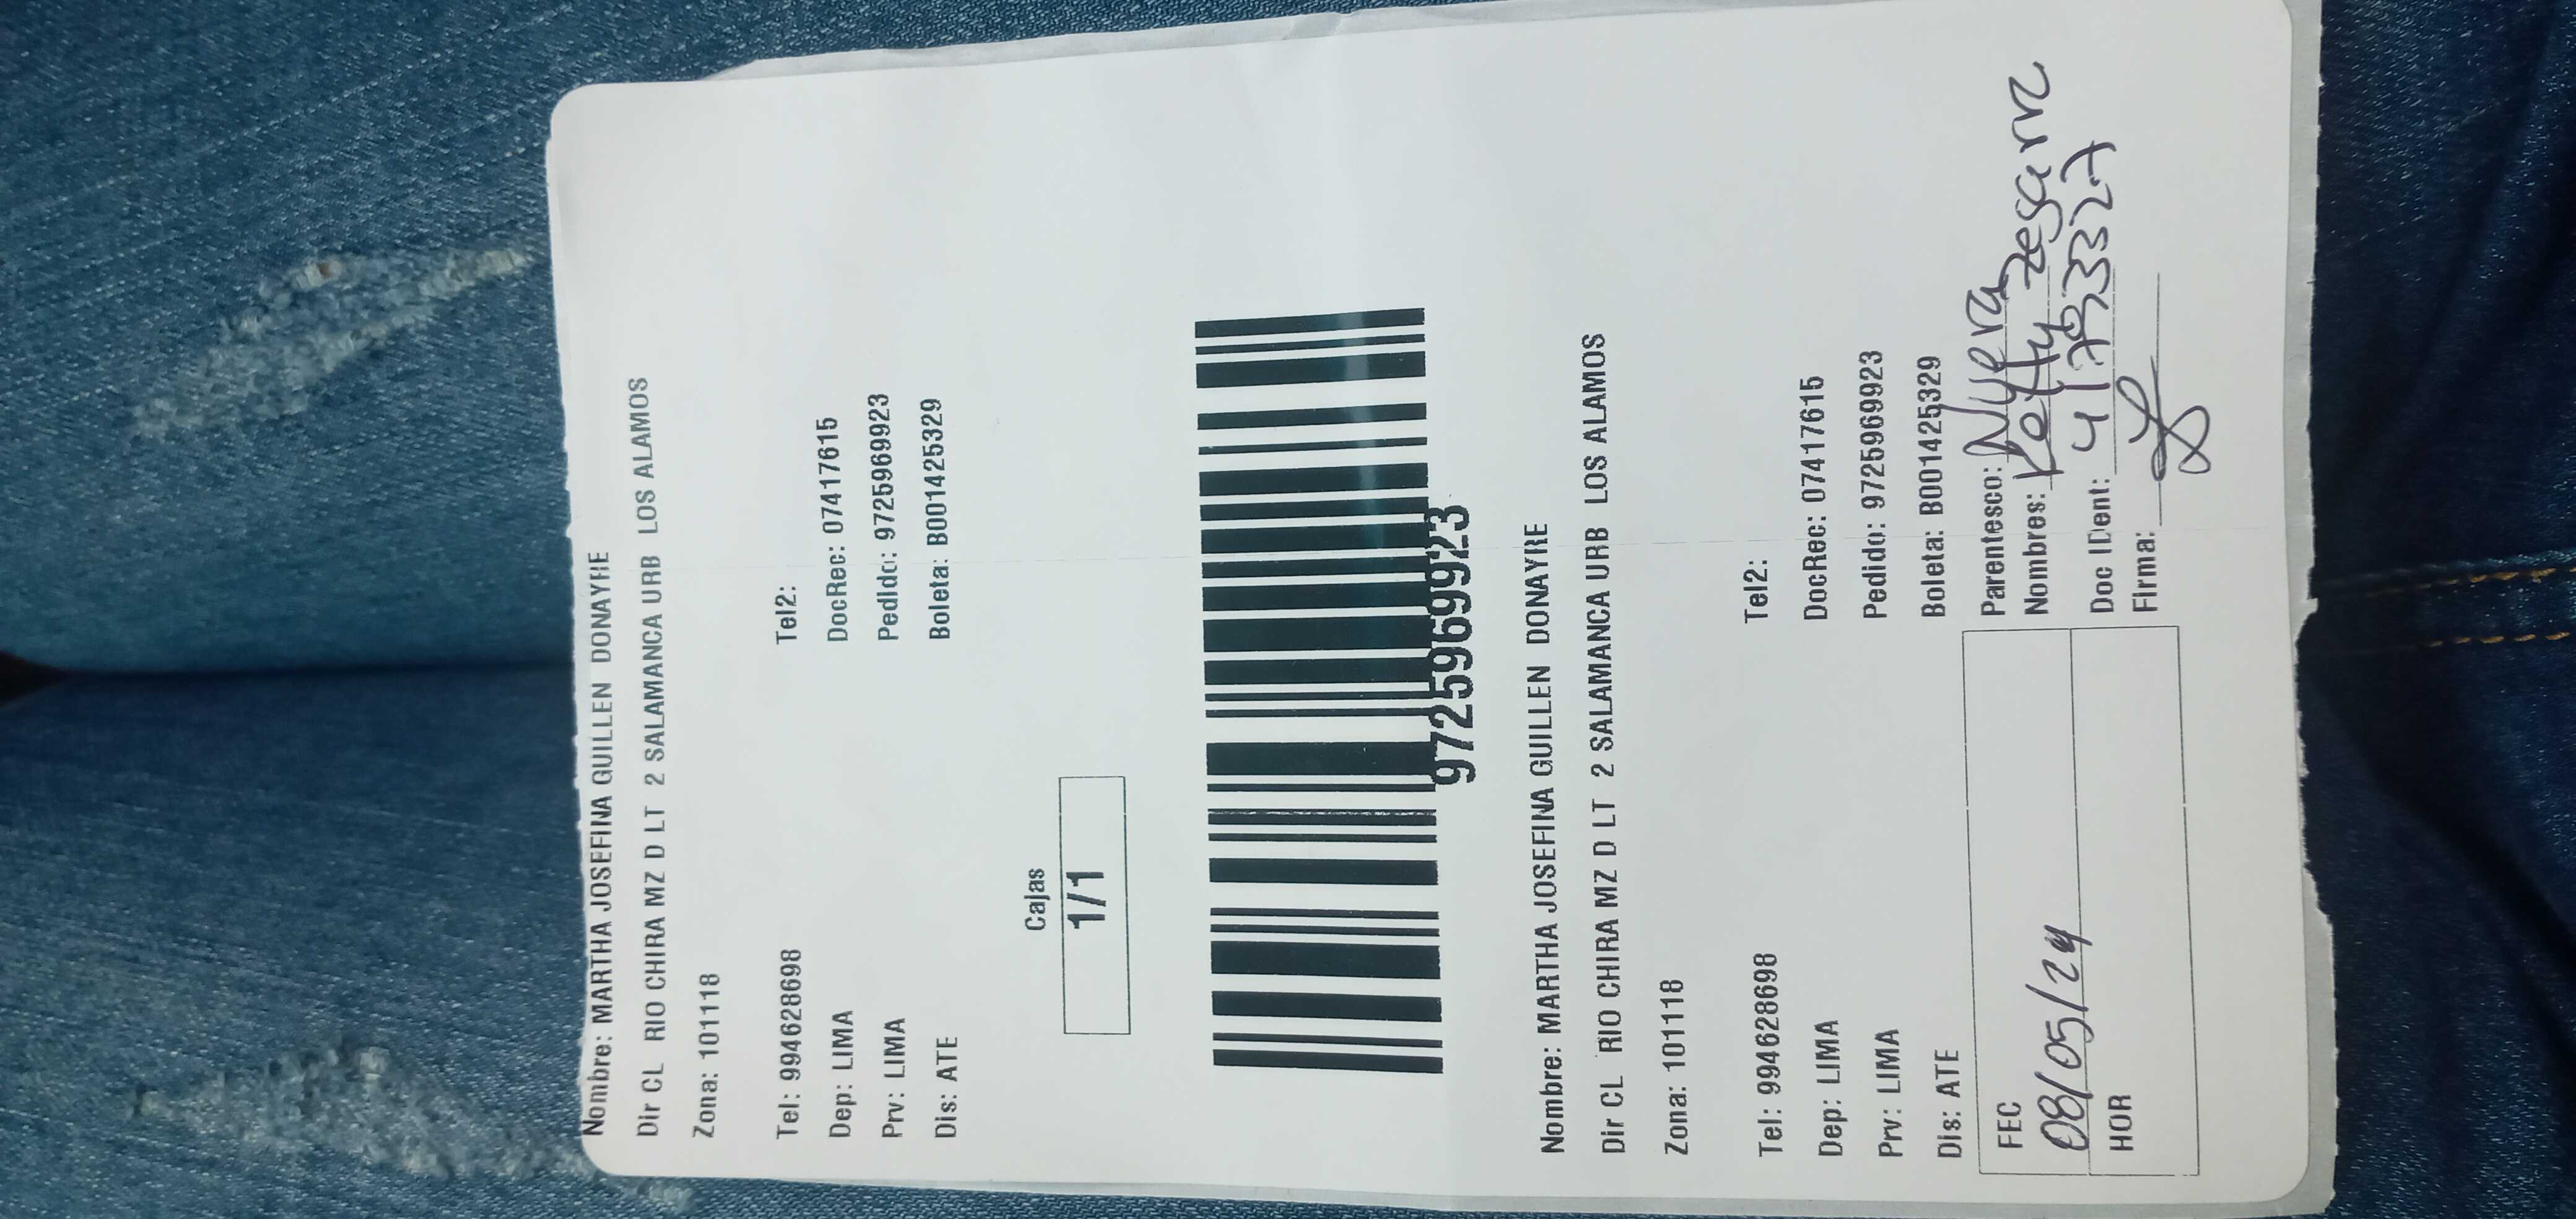 Nombre: MARTHA JOSEFINA GUILLEN DONAYRE
Dir CL RIO CHIRA MZ D LT 2 SALAMANCA URB LOS ALAMOS
Zona: 101118
Tel: 994628698 Tel2:
Dep: LIMA DocRec: 07417615
Prv: LIMA Pedido: 97259699923
Dis: ATE Boleta: B001425329
Cajas
1/1
97259699923
Nombre: MARTHA JOSEFINA GUILLEN DONAYRE
Dir CL RIO CHIRA MZ D LT 2 SALAMANCA URB LOS ALAMOS
Zona: 101118
Tel: 994628698 Tel2:
Dep: LIMA DocRec: 07417615
Prv: LIMA Pedido: 97259699923
Dis: ATE Boleta: B001425329
FEC Parentesco: Nuera
08/05/24 Nombres:
HOR Doc IDent: 41793327
Firma: